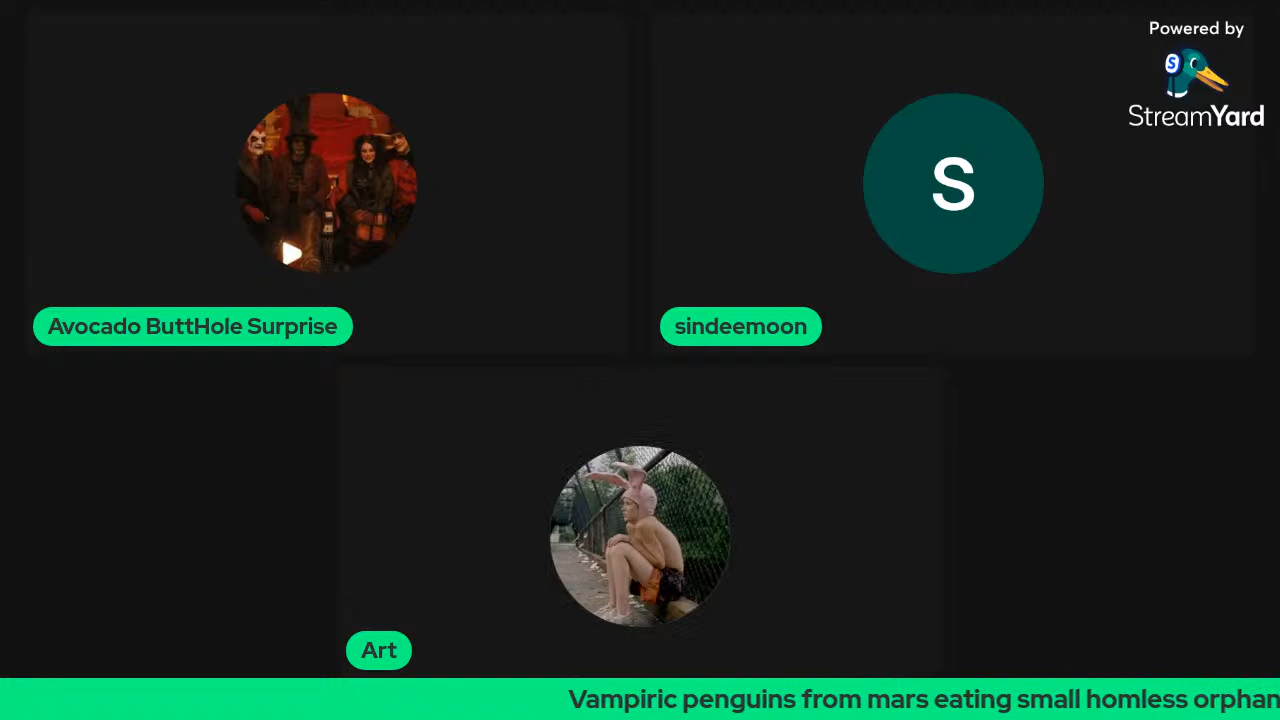 Powered by
S
StreamYard
S
Avocado ButtHole Surprise
sindeemoon
Art
Vampiric penguins from mars eating small homless orphan